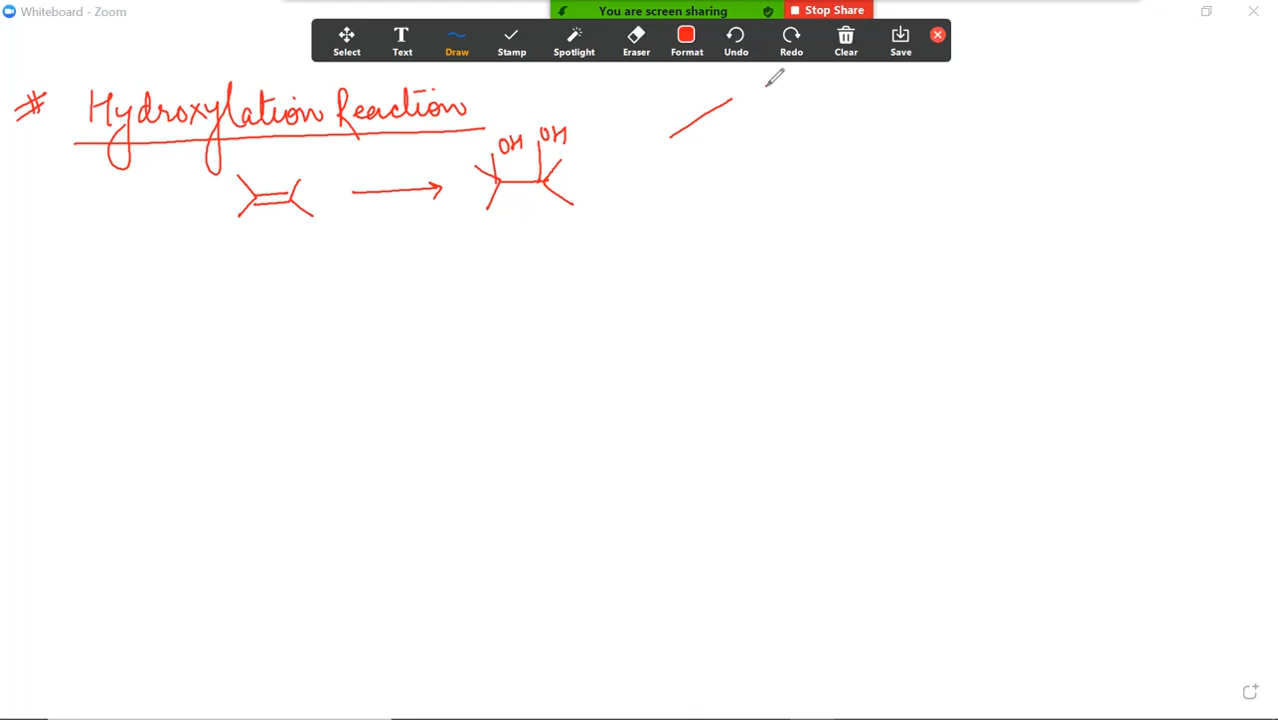 Whiteboard - Zoom
You are screen sharing
Stop Share
Select Text Draw Stamp Spotlight Eraser Format Undo Redo Clear Save
# Hydroxylation Reaction
OH OH